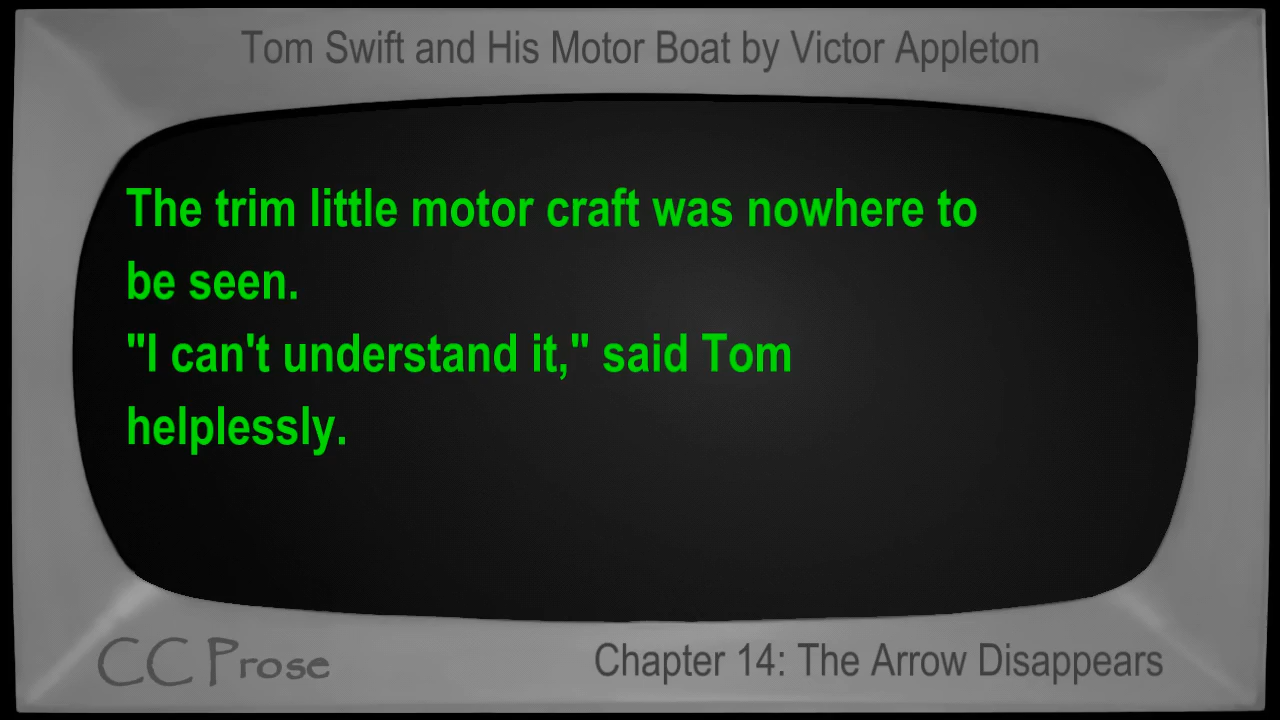 Tom Swift and His Motor Boat by Victor Appleton
The trim little motor craft was nowhere to
be seen.
"I can't understand it," said Tom
helplessly.
CC Prose
Chapter 14: The Arrow Disappears